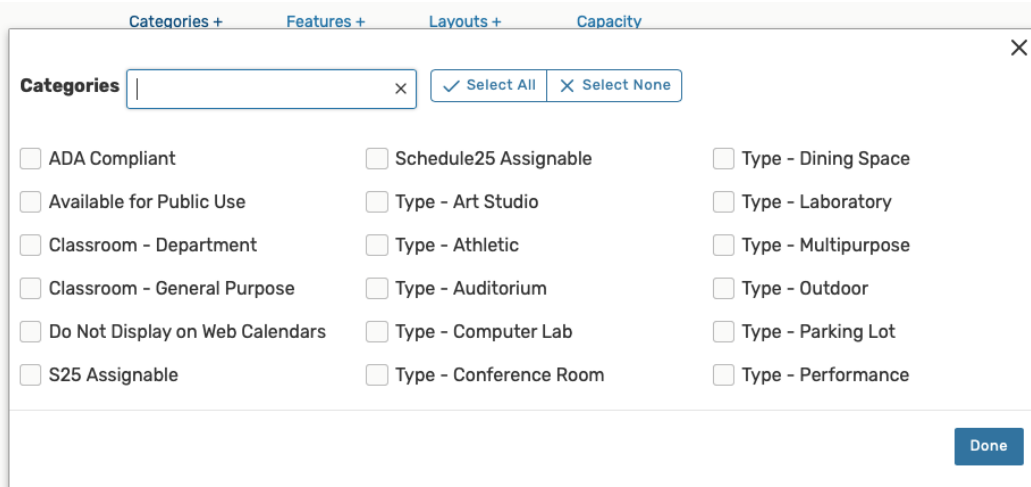 Categories + Features + Layouts + Capacity
Categories Select All Select None
ADA Compliant Schedule25 Assignable Type - Dining Space
Available for Public Use Type - Art Studio Type - Laboratory
Classroom - Department Type - Athletic Type - Multipurpose
Classroom - General Purpose Type - Auditorium Type - Outdoor
Do Not Display on Web Calendars Type - Computer Lab Type - Parking Lot
S25 Assignable Type - Conference Room Type - Performance
Done